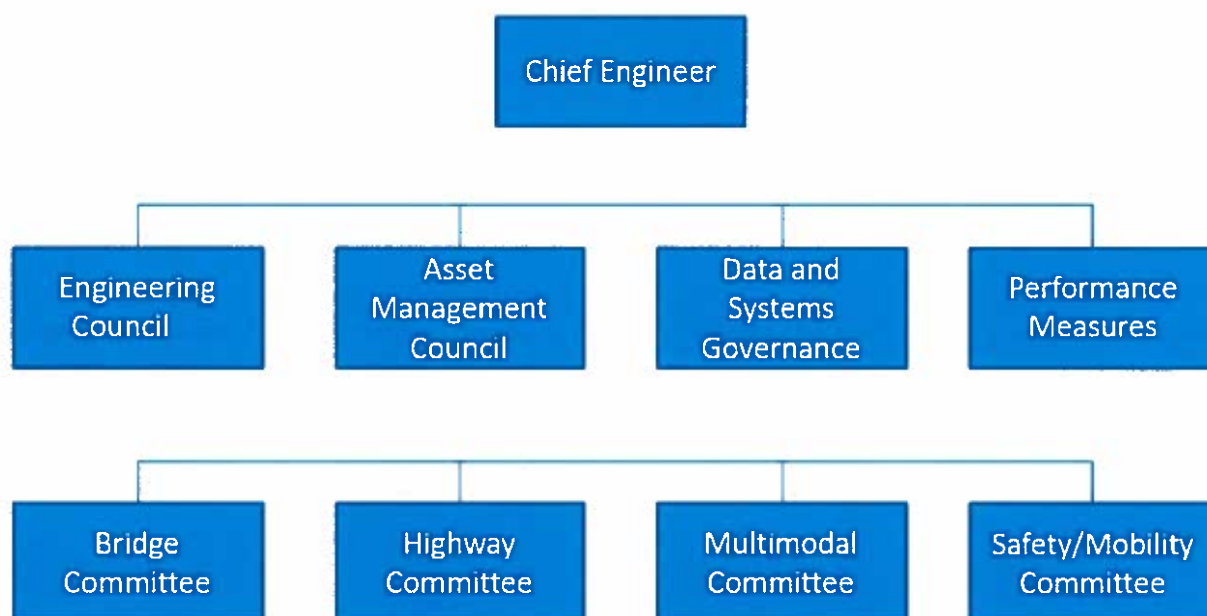 Chief Engineer
Engineering
Council
Asset
Management
Council
Data and
Systems
Governance
Performance
Measures
Bridge
Committee
Highway
Committee
Multimodal
Committee
Safety/Mobility
Committee